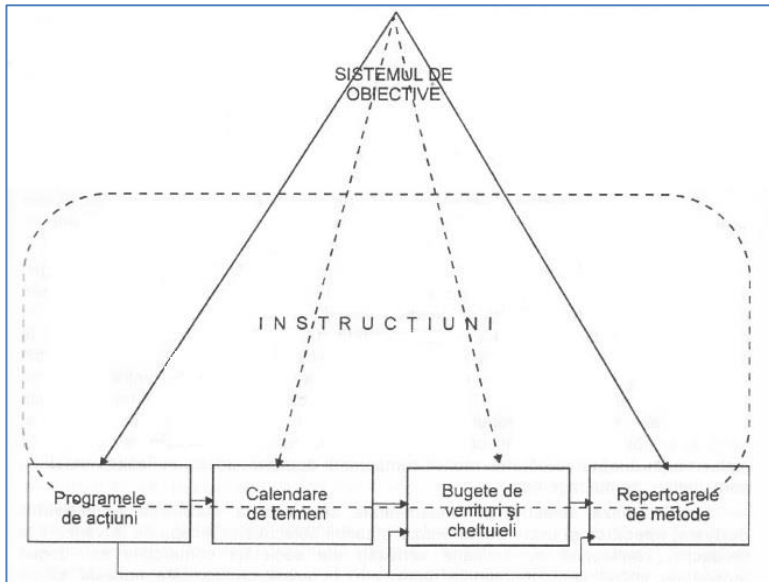 SISTEMUL DE
OBIECTIVE
INSTRUCȚIUNI
Programele
de acțiuni
Calendare
de termen
Bugete de
venituri și
cheltuieli
Repertoarele
de metode